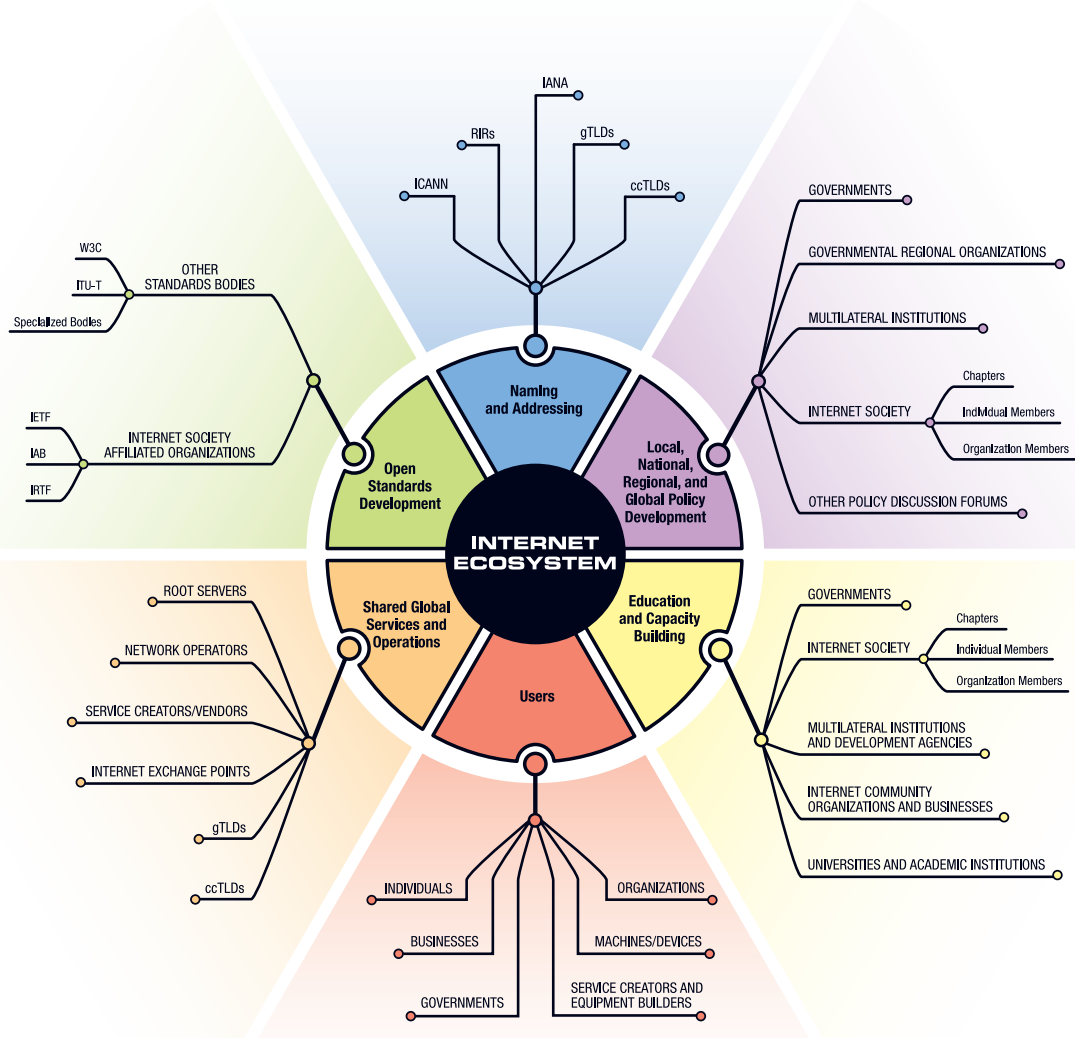 IANA
RIRs
gTLDs
ICANN
ccTLDs
Naming
and Addressing
GOVERNMENTS
GOVERNMENTAL REGIONAL ORGANIZATIONS
MULTILATERAL INSTITUTIONS
INTERNET SOCIETY
Chapters
Individual Members
Organization Members
OTHER POLICY DISCUSSION FORUMS
Local,
National,
Regional, and
Global Policy
Development
W3C
ITU-T
Specialized Bodies
OTHER
STANDARDS BODIES
IETF
IAB
IRTF
INTERNET SOCIETY
AFFILIATED ORGANIZATIONS
Open
Standards
Development
INTERNET
ECOSYSTEM
ROOT SERVERS
NETWORK OPERATORS
SERVICE CREATORS/VENDORS
INTERNET EXCHANGE POINTS
gTLDs
ccTLDs
Shared Global
Services and
Operations
Education
and Capacity
Building
GOVERNMENTS
INTERNET SOCIETY
Chapters
Individual Members
Organization Members
MULTILATERAL INSTITUTIONS
AND DEVELOPMENT AGENCIES
INTERNET COMMUNITY
ORGANIZATIONS AND BUSINESSES
UNIVERSITIES AND ACADEMIC INSTITUTIONS
Users
INDIVIDUALS
BUSINESSES
GOVERNMENTS
ORGANIZATIONS
MACHINES/DEVICES
SERVICE CREATORS AND
EQUIPMENT BUILDERS